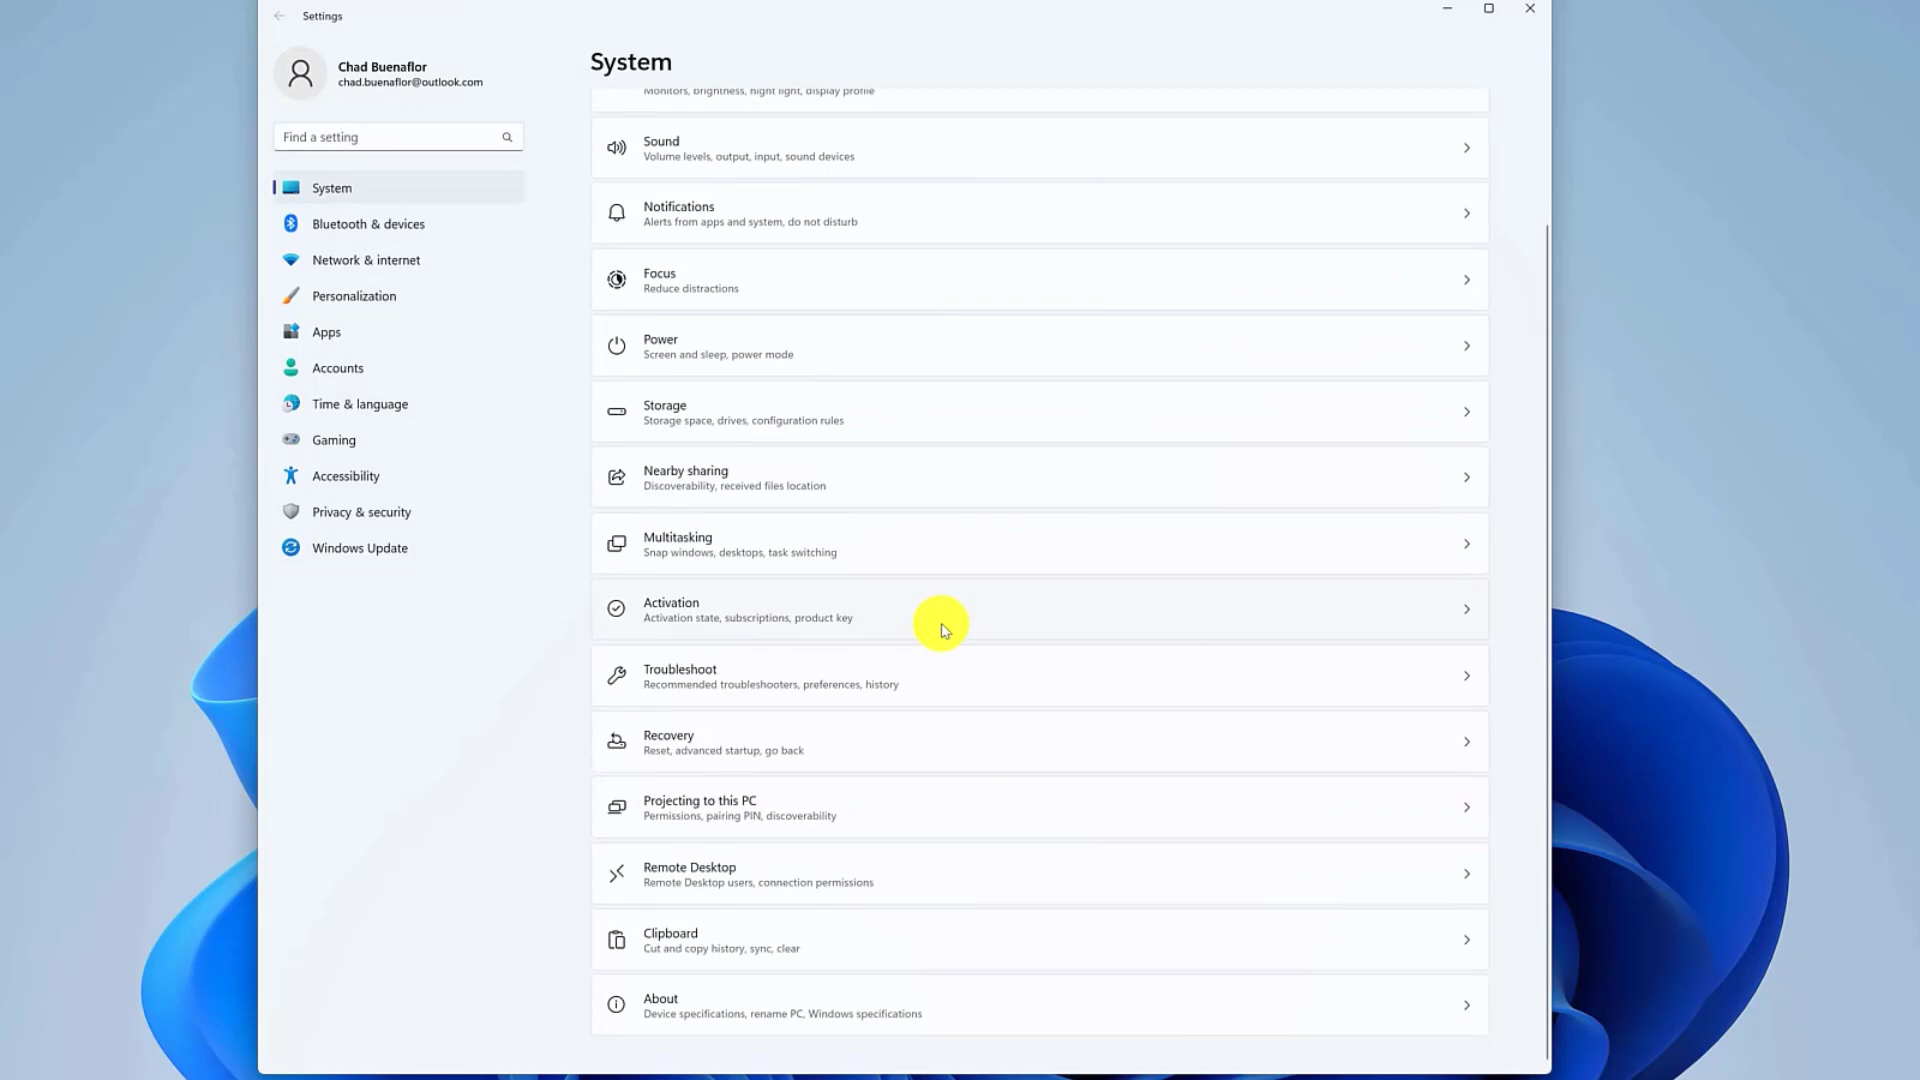 Settings
Chad Buenaflor
chad.buenaflor@outlook.com
Find a setting
System
Bluetooth & devices
Network & internet
Personalization
Apps
Accounts
Time & language
Gaming
Accessibility
Privacy & security
Windows Update
System
Monitors, brightness, night light, display profile
Sound
Volume levels, output, input, sound devices
Notifications
Alerts from apps and system, do not disturb
Focus
Reduce distractions
Power
Screen and sleep, power mode
Storage
Storage space, drives, configuration rules
Nearby sharing
Discoverability, received files location
Multitasking
Snap windows, desktops, task switching
Activation
Activation state, subscriptions, product key
Troubleshoot
Recommended troubleshooters, preferences, history
Recovery
Reset, advanced startup, go back
Projecting to this PC
Permissions, pairing PIN, discoverability
Remote Desktop
Remote Desktop users, connection permissions
Clipboard
Cut and copy history, sync, clear
About
Device specifications, rename PC, Windows specifications